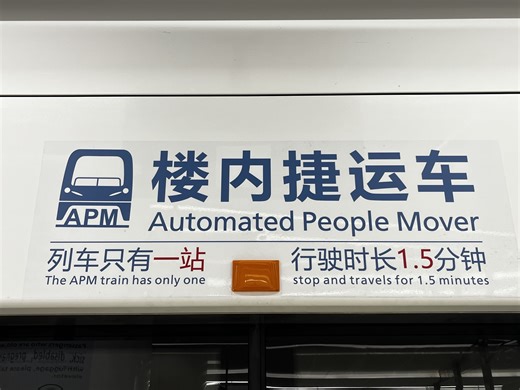 楼内捷运车
APM
Automated People Mover
列车只有一站 行驶时长1.5分钟
The APM train has only one stop and travels for 1.5 minutes